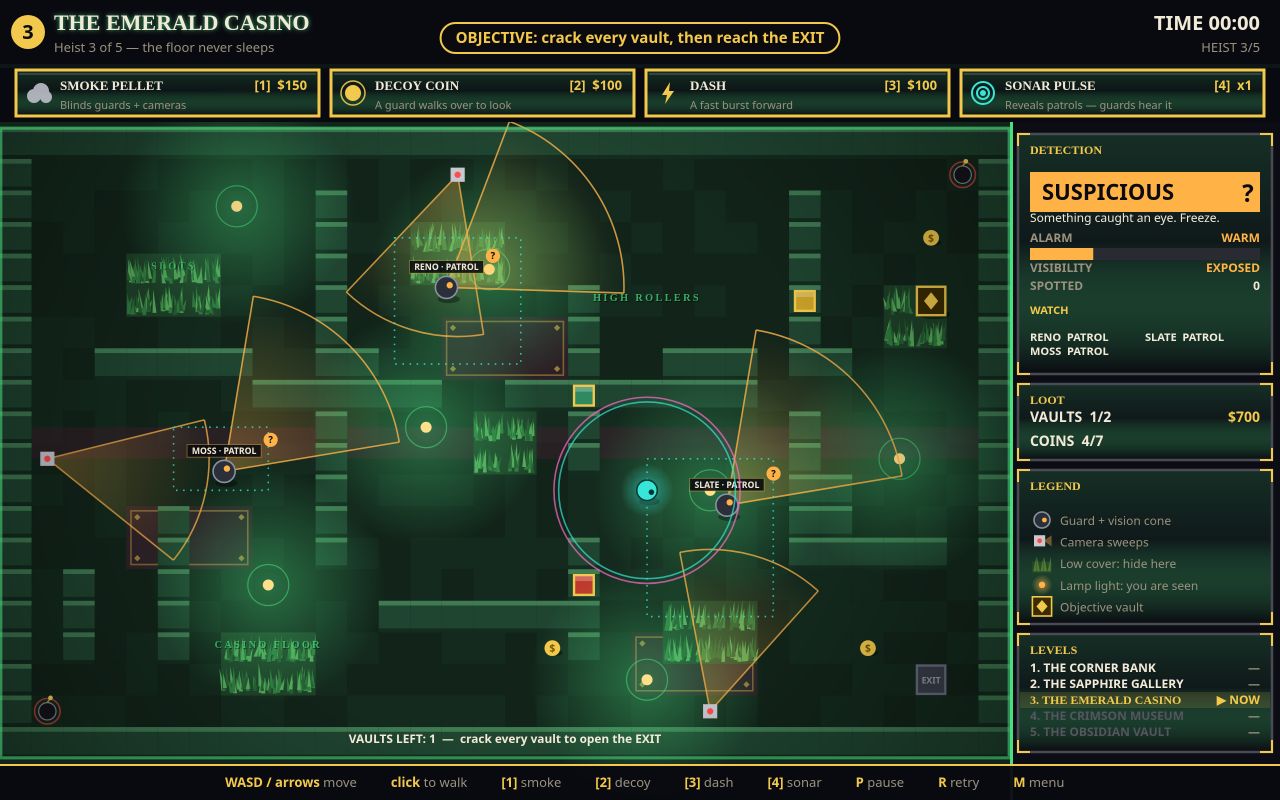 3
THE EMERALD CASINO
Heist 3 of 5 — the floor never sleeps
OBJECTIVE: crack every vault, then reach the EXIT
TIME 00:00
HEIST 3/5
SMOKE PELLET [1] $150
Blinds guards + cameras
DECOY COIN [2] $100
A guard walks over to look
DASH [3] $100
A fast burst forward
SONAR PULSE [4] x1
Reveals patrols — guards hear it
SLOTS
RENO · PATROL
?
HIGH ROLLERS
$
MOSS · PATROL
?
SLATE · PATROL
?
CASINO FLOOR
$
$
EXIT
VAULTS LEFT: 1 — crack every vault to open the EXIT
DETECTION
SUSPICIOUS ?
Something caught an eye. Freeze.
ALARM WARM
VISIBILITY EXPOSED
SPOTTED 0
WATCH
RENO PATROL SLATE PATROL
MOSS PATROL
LOOT
VAULTS 1/2 $700
COINS 4/7
LEGEND
Guard + vision cone
Camera sweeps
Low cover: hide here
Lamp light: you are seen
Objective vault
LEVELS
1. THE CORNER BANK —
2. THE SAPPHIRE GALLERY —
3. THE EMERALD CASINO ▶ NOW
4. THE CRIMSON MUSEUM —
5. THE OBSIDIAN VAULT —
WASD / arrows move click to walk [1] smoke [2] decoy [3] dash [4] sonar P pause R retry M menu